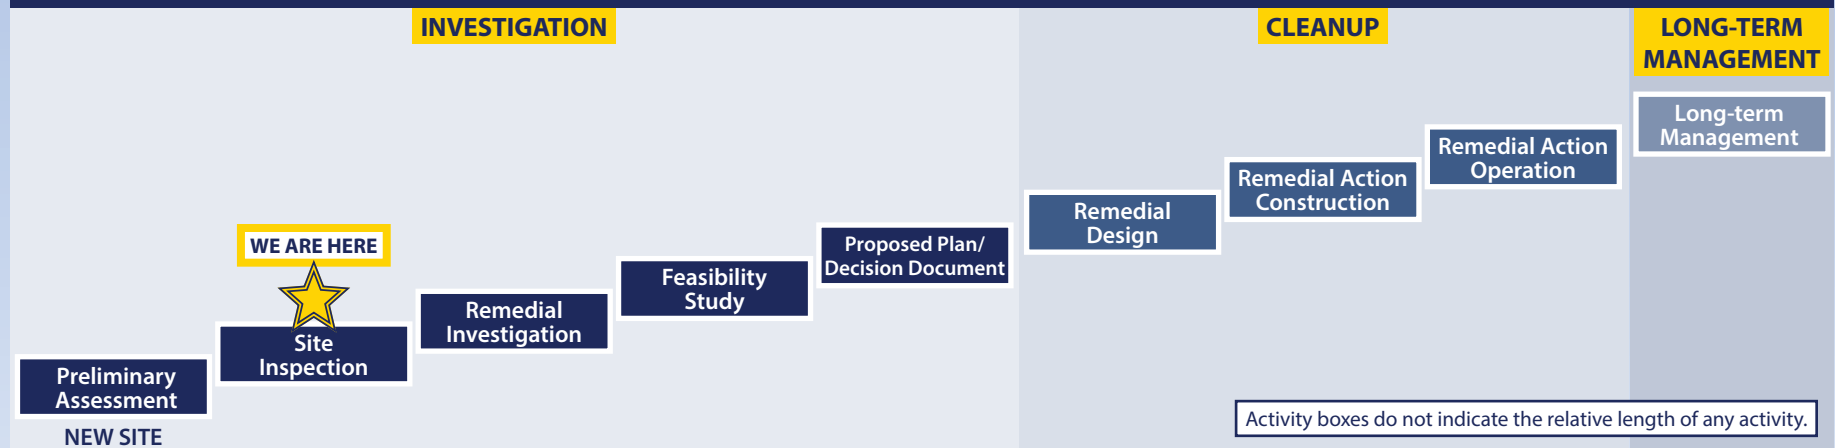 INVESTIGATION
CLEANUP
LONG-TERM
MANAGEMENT
Long-term
Management
Remedial Action
Operation
Remedial Action
Construction
Remedial
Design
Proposed Plan/
Decision Document
Feasibility
Study
Remedial
Investigation
WE ARE HERE
Site
Inspection
Preliminary
Assessment
NEW SITE
Activity boxes do not indicate the relative length of any activity.